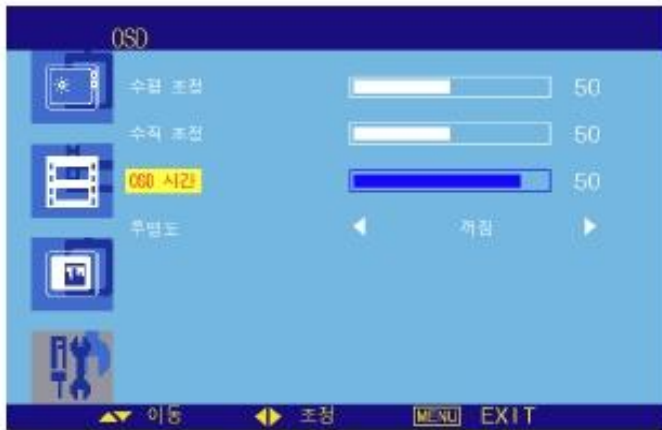 OSD
수평 조정 50
수직 조정 50
OSD 시간 50
투명도 ◀ 꺼짐 ▶
▲▼ 이동 ◀▶ 조정 MENU EXIT